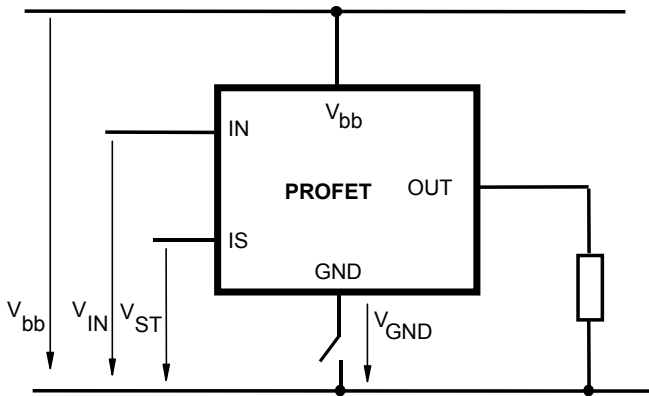 V_bb
IN
PROFET
OUT
IS
GND
V_bb
V_IN
V_ST
V_GND